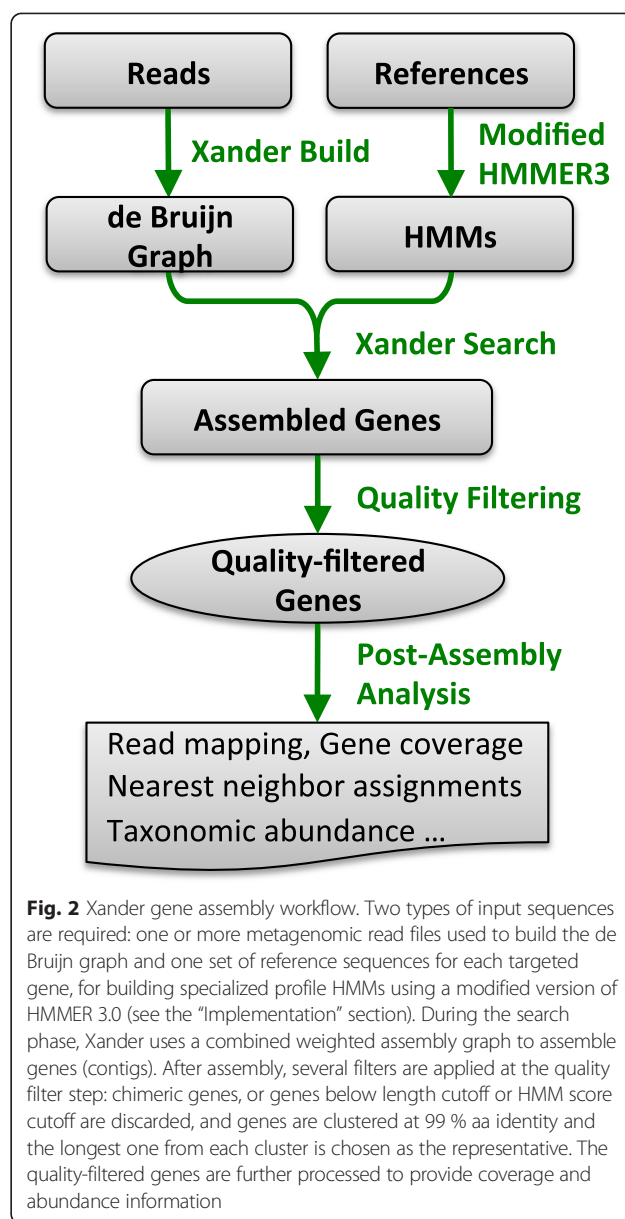 Reads
References
Xander Build
Modified
HMMER3
de Bruijn
Graph
HMMs
Xander Search
Assembled Genes
Quality Filtering
Quality-filtered
Genes
Post-Assembly
Analysis
Read mapping, Gene coverage
Nearest neighbor assignments
Taxonomic abundance ...
Fig. 2 Xander gene assembly workflow. Two types of input sequences
are required: one or more metagenomic read files used to build the de
Bruijn graph and one set of reference sequences for each targeted
gene, for building specialized profile HMMs using a modified version of
HMMER 3.0 (see the “Implementation” section). During the search
phase, Xander uses a combined weighted assembly graph to assemble
genes (contigs). After assembly, several filters are applied at the quality
filter step: chimeric genes, or genes below length cutoff or HMM score
cutoff are discarded, and genes are clustered at 99 % aa identity and
the longest one from each cluster is chosen as the representative. The
quality-filtered genes are further processed to provide coverage and
abundance information